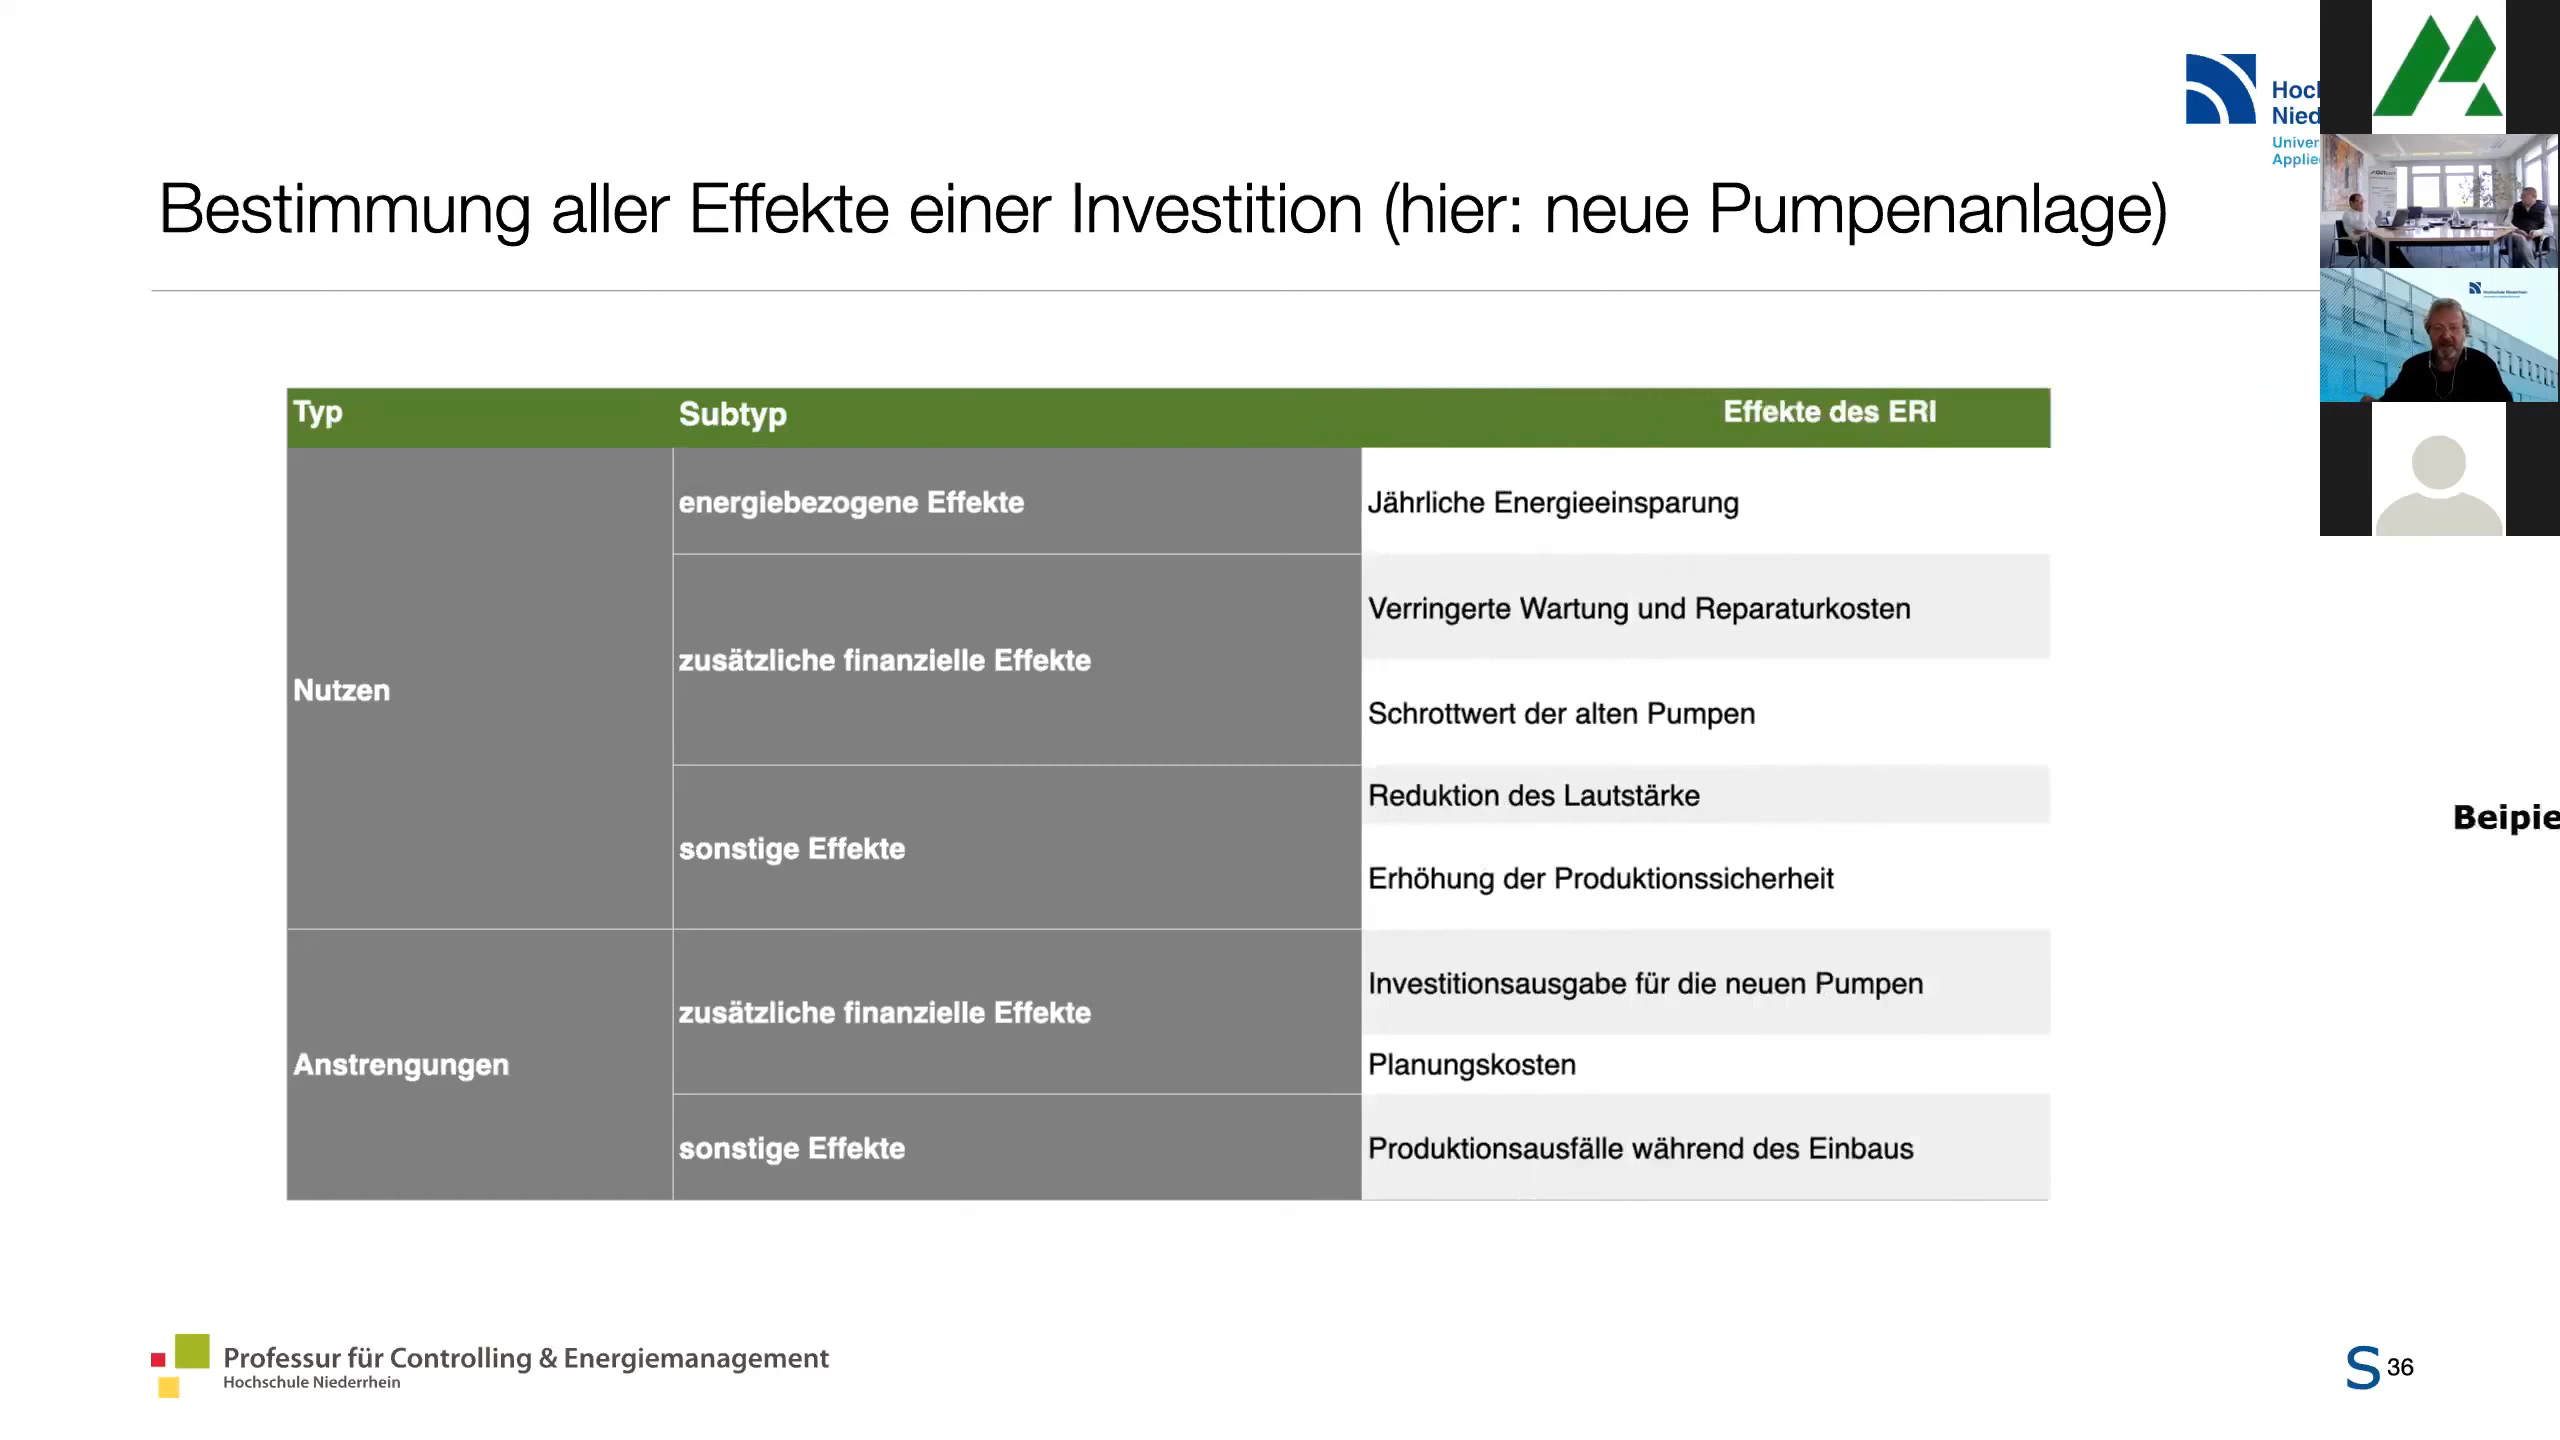 Bestimmung aller Effekte einer Investition (hier: neue Pumpenanlage)
Typ
Subtyp
Effekte des ERI
Nutzen
energiebezogene Effekte
Jährliche Energieeinsparung
zusätzliche finanzielle Effekte
Verringerte Wartung und Reparaturkosten
Schrottwert der alten Pumpen
sonstige Effekte
Reduktion des Lautstärke
Erhöhung der Produktionssicherheit
Anstrengungen
zusätzliche finanzielle Effekte
Investitionsausgabe für die neuen Pumpen
Planungskosten
sonstige Effekte
Produktionsausfälle während des Einbaus
Professur für Controlling & Energiemanagement
Hochschule Niederrhein
S 36